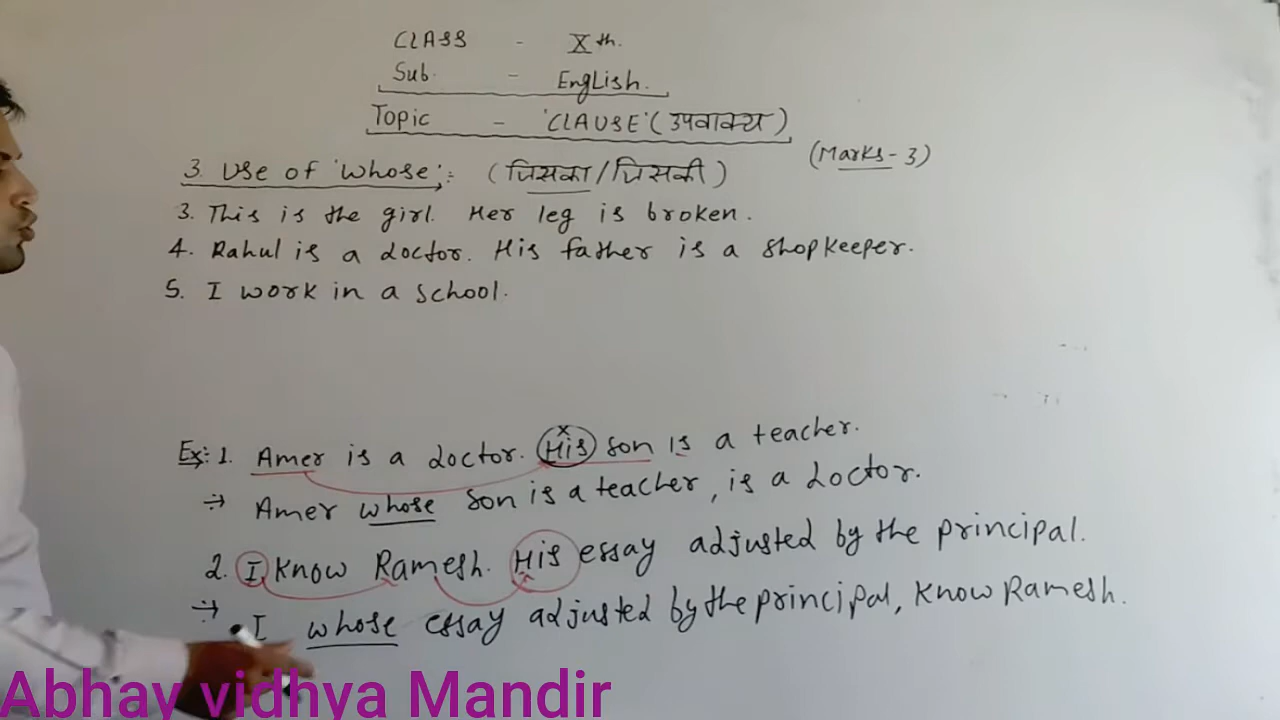 CLASS - Xth.
Sub. - English.
Topic - 'CLAUSE' (उपवाक्य)
(Marks - 3)
3. Use of 'whose' :- (जिसका / जिसकी)
3. This is the girl. Her leg is broken.
4. Rahul is a doctor. His father is a shopkeeper.
5. I work in a school.
Ex:- 1. Amer is a doctor. His son is a teacher.
x
⇒ Amer whose son is a teacher, is a doctor.
2. I know Ramesh. His essay adjusted by the principal.
⇒ I whose essay adjusted by the principal, know Ramesh.
Abhay vidhya Mandir